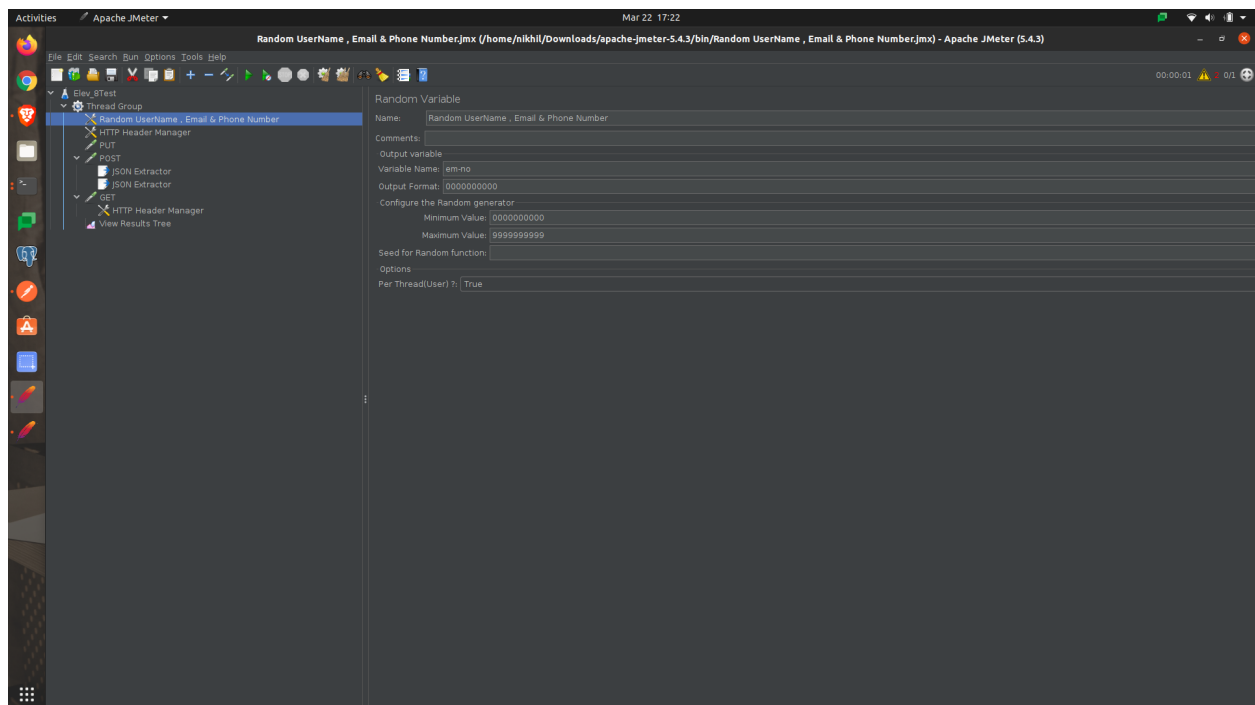 Activities Apache JMeter Mar 22 17:22
Random UserName , Email & Phone Number.jmx (/home/nikhil/Downloads/apache-jmeter-5.4.3/bin/Random UserName , Email & Phone Number.jmx) - Apache JMeter (5.4.3)
File Edit Search Run Options Tools Help
00:00:01 0/1
Elev_8Test
Thread Group
Random UserName , Email & Phone Number
HTTP Header Manager
PUT
POST
JSON Extractor
JSON Extractor
GET
HTTP Header Manager
View Results Tree
Random Variable
Name: Random UserName , Email & Phone Number
Comments:
Output variable
Variable Name: em-no
Output Format: 0000000000
Configure the Random generator
Minimum Value: 0000000000
Maximum Value: 9999999999
Seed for Random function:
Options
Per Thread(User) ?: True